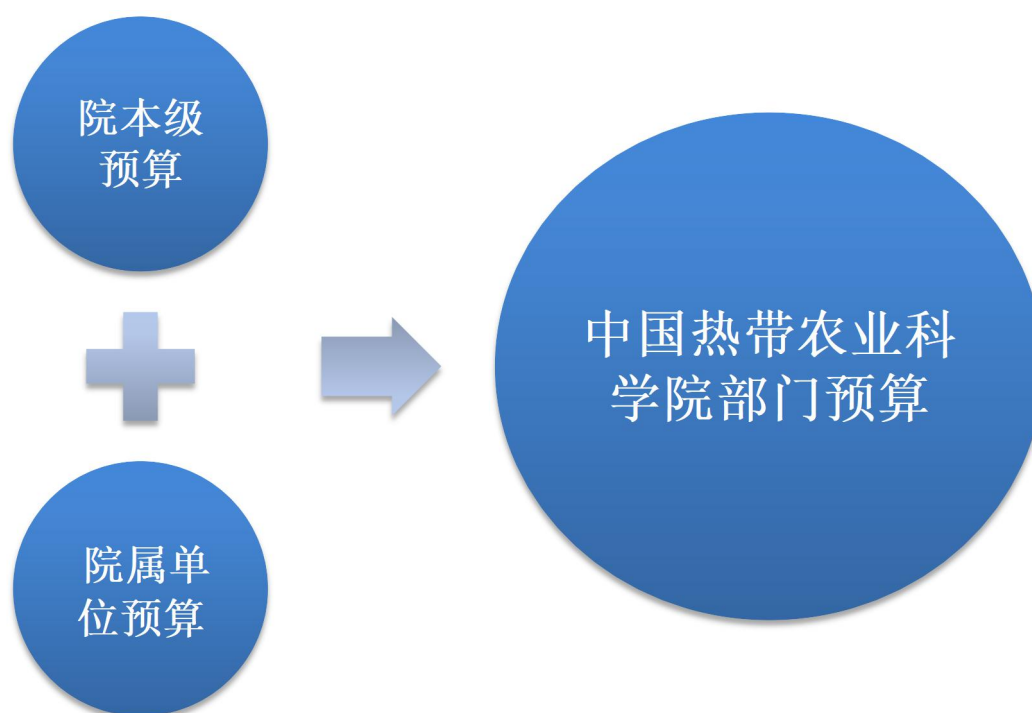 院本级
预算
中国热带农业科
学院部门预算
院属单
位预算